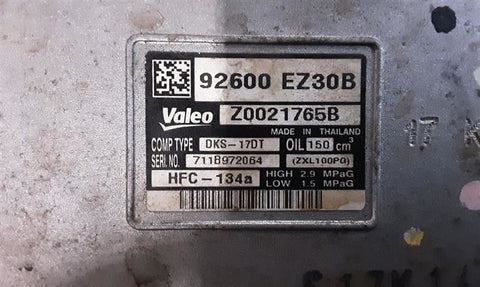 92600 EZ30B
Valeo Z0021765B
MADE IN THAILAND
COMP TYPE DKS-17DT OIL 150 cm³
SERI NO. 711B972064 (ZXL100PG)
HFC-134a HIGH 2.9 MPaG
LOW 1.5 MPaG
17 K